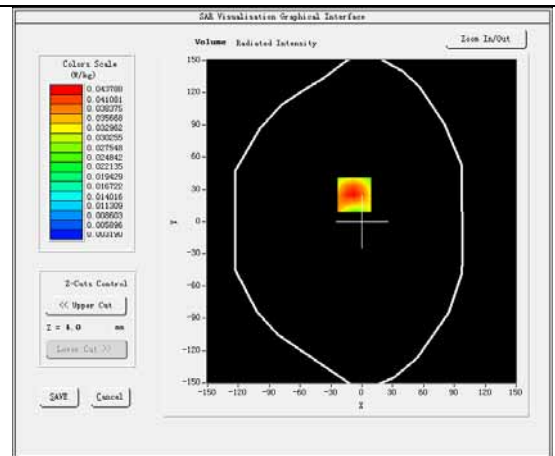 SAR Visualisation Graphical Interface
Volume Radiated Intensity
Zoom In/Out
Colors Scale
(W/kg)
0.043788
0.041081
0.038375
0.035668
0.032962
0.030255
0.027548
0.024842
0.022135
0.019429
0.016722
0.014016
0.011309
0.008603
0.005896
0.003190
Z-Cuts Control
<< Upper Cut
Z = 4.0 mm
Lower Cut >>
SAVE
Cancel
150
120
90
60
30
0
-30
-60
-90
-120
-150
Y
-150 -120 -90 -60 -30 0 30 60 90 120 150
X